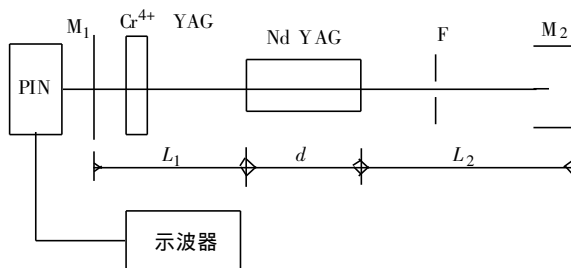 M₁
Cr⁴⁺ YAG
Nd YAG
F
M₂
PIN
L₁
d
L₂
示波器